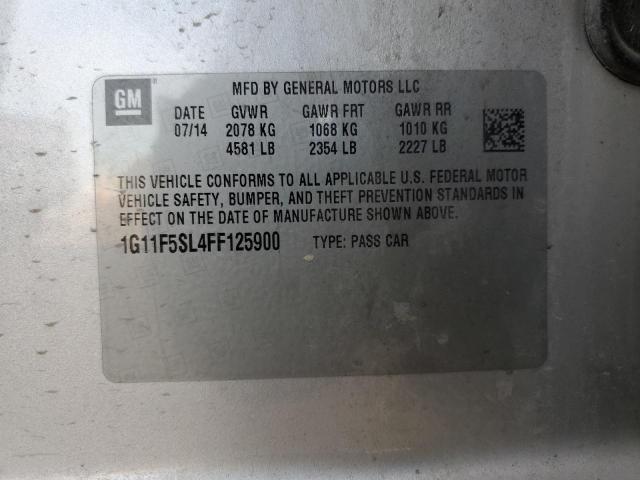 GM
MFD BY GENERAL MOTORS LLC
DATE GVWR GAWR FRT GAWR RR
07/14 2078 KG 1068 KG 1010 KG
4581 LB 2354 LB 2227 LB
THIS VEHICLE CONFORMS TO ALL APPLICABLE U. S. FEDERAL MOTOR
VEHICLE SAFETY, BUMPER, AND THEFT PREVENTION STANDARDS IN
EFFECT ON THE DATE OF MANUFACTURE SHOWN ABOVE.
1G11F5SL4FF125900 TYPE: PASS CAR